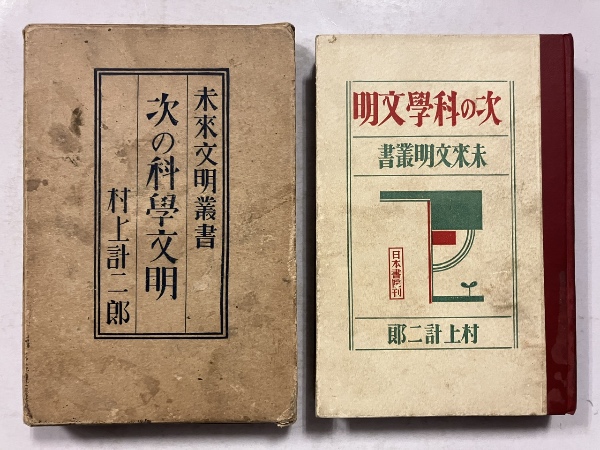 未來文明叢書
次の科學文明
村上計二郎
次の科學文明
未來文明叢書
日本書院刊
村上計二郎